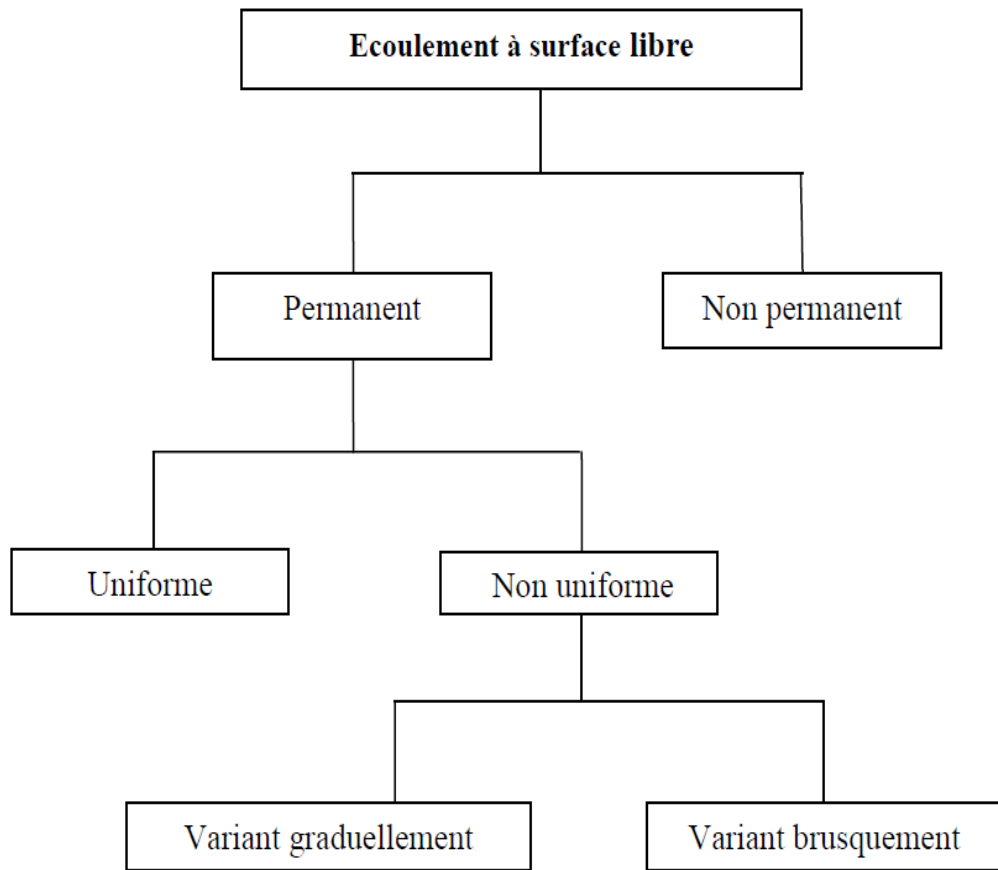 Ecoulement à surface libre
Permanent
Non permanent
Uniforme
Non uniforme
Variant graduellement
Variant brusquement